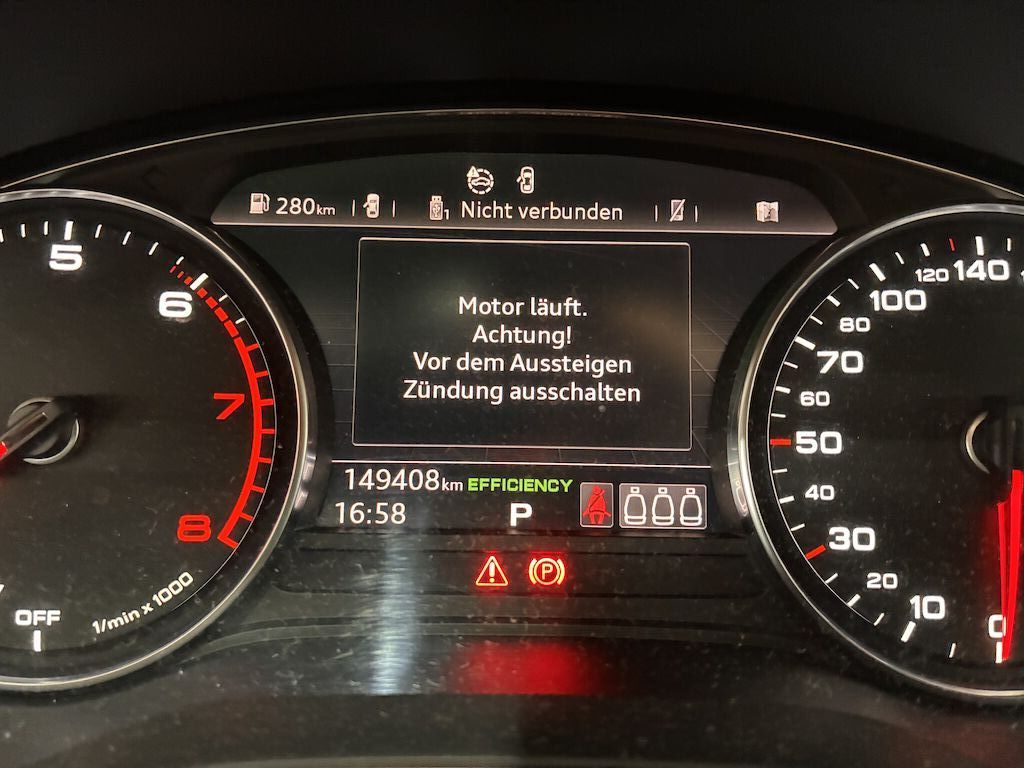 280km
1 Nicht verbunden
Motor läuft.
Achtung!
Vor dem Aussteigen
Zündung ausschalten
149408km EFFICIENCY
16:58 P
P
5
6
7
8
1/min x 1000
OFF
140
120
100
80
70
60
50
40
30
20
10
0